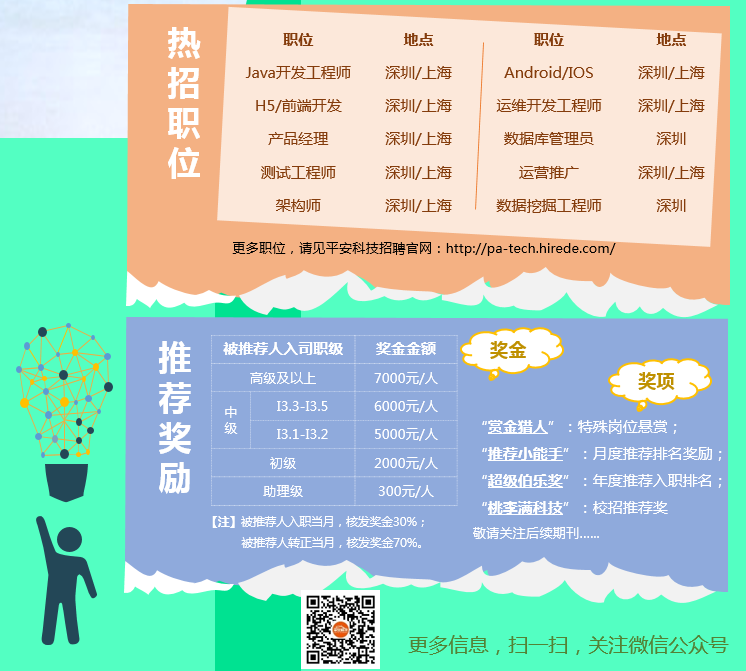 热招职位
职位 地点 职位 地点
Java开发工程师 深圳/上海 Android/IOS 深圳/上海
H5/前端开发 深圳/上海 运维开发工程师 深圳/上海
产品经理 深圳/上海 数据库管理员 深圳
测试工程师 深圳/上海 运营推广 深圳/上海
架构师 深圳/上海 数据挖掘工程师 深圳
更多职位，请见平安科技招聘官网：http://pa-tech.hirede.com/
推荐奖励
被推荐人入司职级 奖金金额
高级及以上 7000元/人
中级 I3.3-I3.5 6000元/人
I3.1-I3.2 5000元/人
初级 2000元/人
助理级 300元/人
【注】被推荐人入职当月，核发奖金30%；
被推荐人转正当月，核发奖金70%。
奖金
奖项
“赏金猎人”：特殊岗位悬赏；
“推荐小能手”：月度推荐排名奖励；
“超级伯乐奖”：年度推荐入职排名；
“桃李满科技”：校招推荐奖
敬请关注后续期刊......
更多信息，扫一扫，关注微信公众号